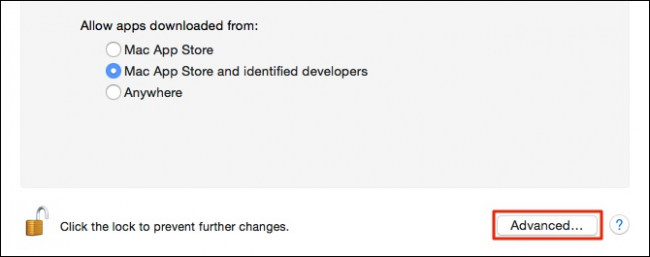 Allow apps downloaded from:
Mac App Store
Mac App Store and identified developers
Anywhere
Click the lock to prevent further changes.
Advanced...
?